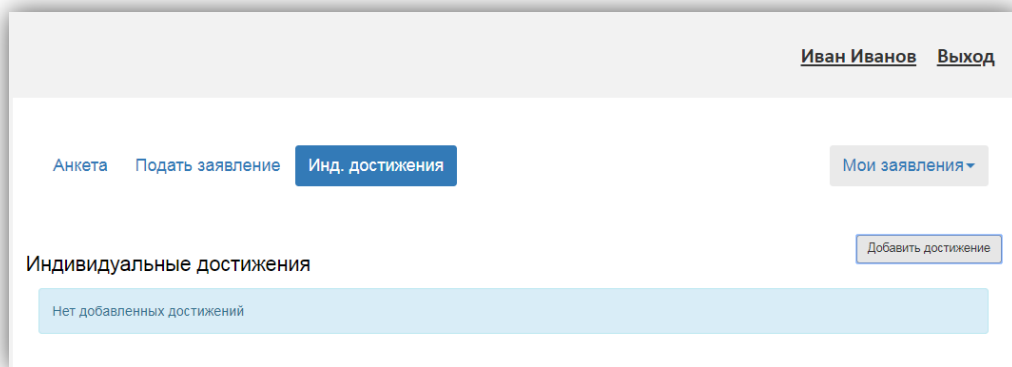 Иван Иванов Выход
Анкета Подать заявление Инд. достижения Мои заявления
Добавить достижение
Индивидуальные достижения
Нет добавленных достижений